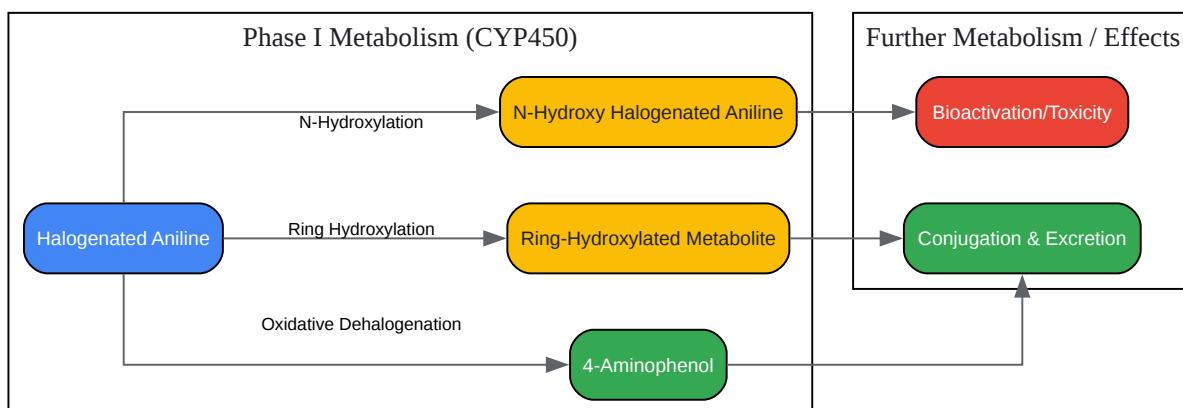 Phase I Metabolism (CYP450)
Further Metabolism / Effects
N-Hydroxylation
N-Hydroxy Halogenated Aniline
Bioactivation/Toxicity
Halogenated Aniline
Ring Hydroxylation
Ring-Hydroxylated Metabolite
Conjugation & Excretion
Oxidative Dehalogenation
4-Aminophenol